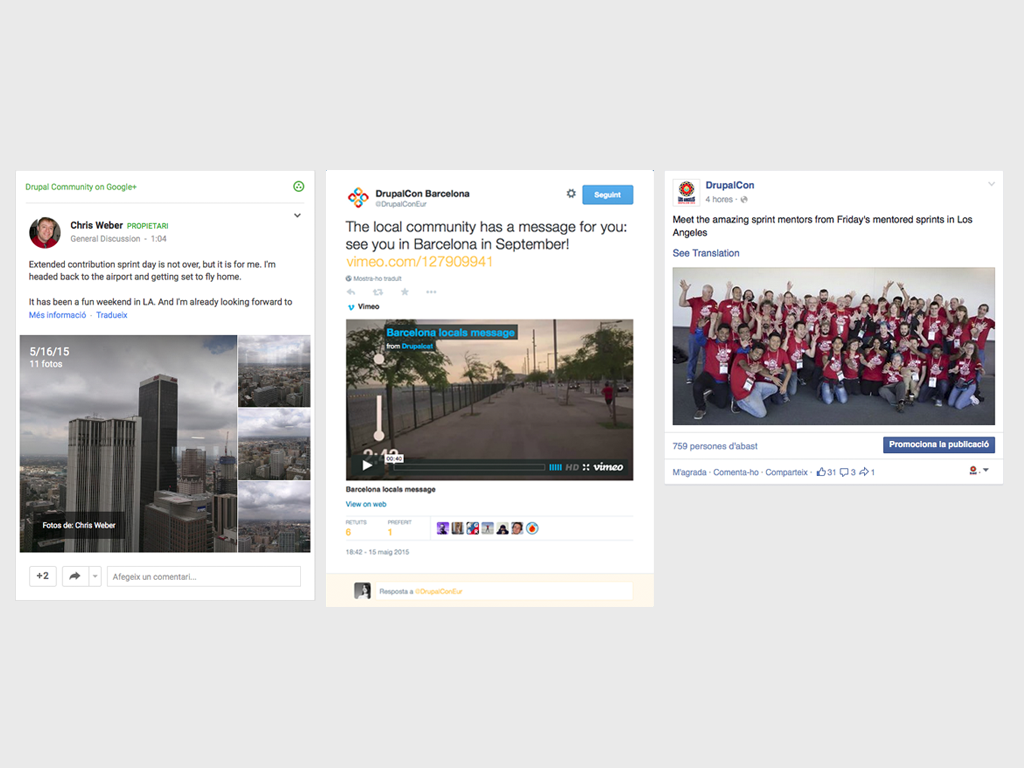 Drupal Community on Google+
Chris Weber PROPIETARI
General Discussion - 1:04
Extended contribution sprint day is not over, but it is for me. I'm
headed back to the airport and getting set to fly home.
It has been a fun weekend in LA. And I'm already looking forward to
Més informació · Tradueix
5/16/15
11 fotos
Fotos de: Chris Weber
+2
Afegeix un comentari...
DrupalCon Barcelona
@DrupalConEur
Seguint
The local community has a message for you:
see you in Barcelona in September!
vimeo.com/127909941
Mostra-ho traduït
Vimeo
Barcelona locals message
from Drupalcat
00:40
HD
vimeo
Barcelona locals message
View on web
RETUITS
6
PREFERIT
1
18:42 - 15 maig 2015
Resposta a @DrupalConEur
DrupalCon
4 hores ·
LOS ANGELES
Meet the amazing sprint mentors from Friday's mentored sprints in Los
Angeles
See Translation
759 persones d'abast
Promociona la publicació
M'agrada · Comenta-ho · Comparteix · 31 3 1